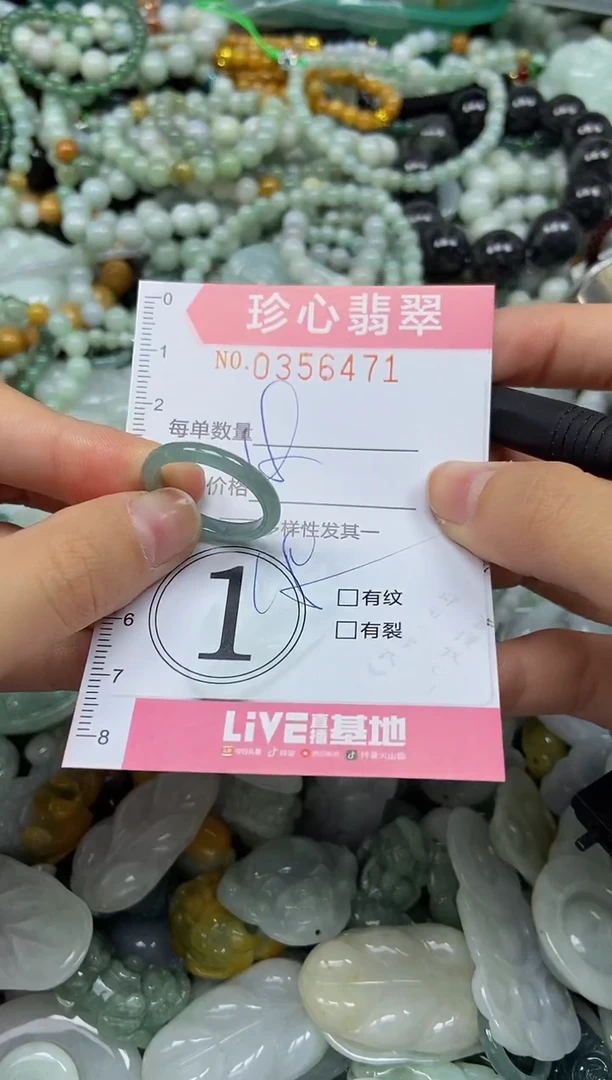 0
珍心翡翠
NO.0356471
1
2
每单数量
价格
样性发其一
1
□有纹
□有裂
6
7
8
LiVE直播基地